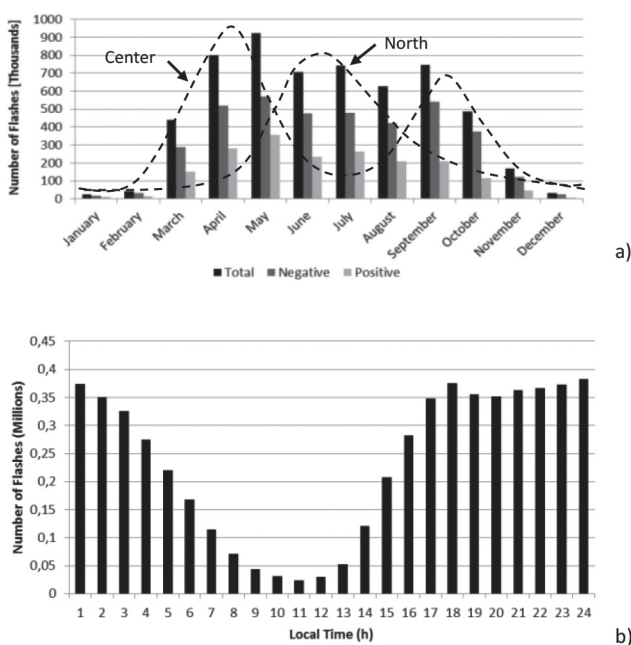 Number of Flashes [Thousands]
1000
900
800
700
600
500
400
300
200
100
0
Center
North
January
February
March
April
May
June
July
August
September
October
November
December
Total Negative Positive
a)
Number of Flashes (Millions)
0,45
0,4
0,35
0,3
0,25
0,2
0,15
0,1
0,05
0
1 2 3 4 5 6 7 8 9 10 11 12 13 14 15 16 17 18 19 20 21 22 23 24
Local Time (h)
b)